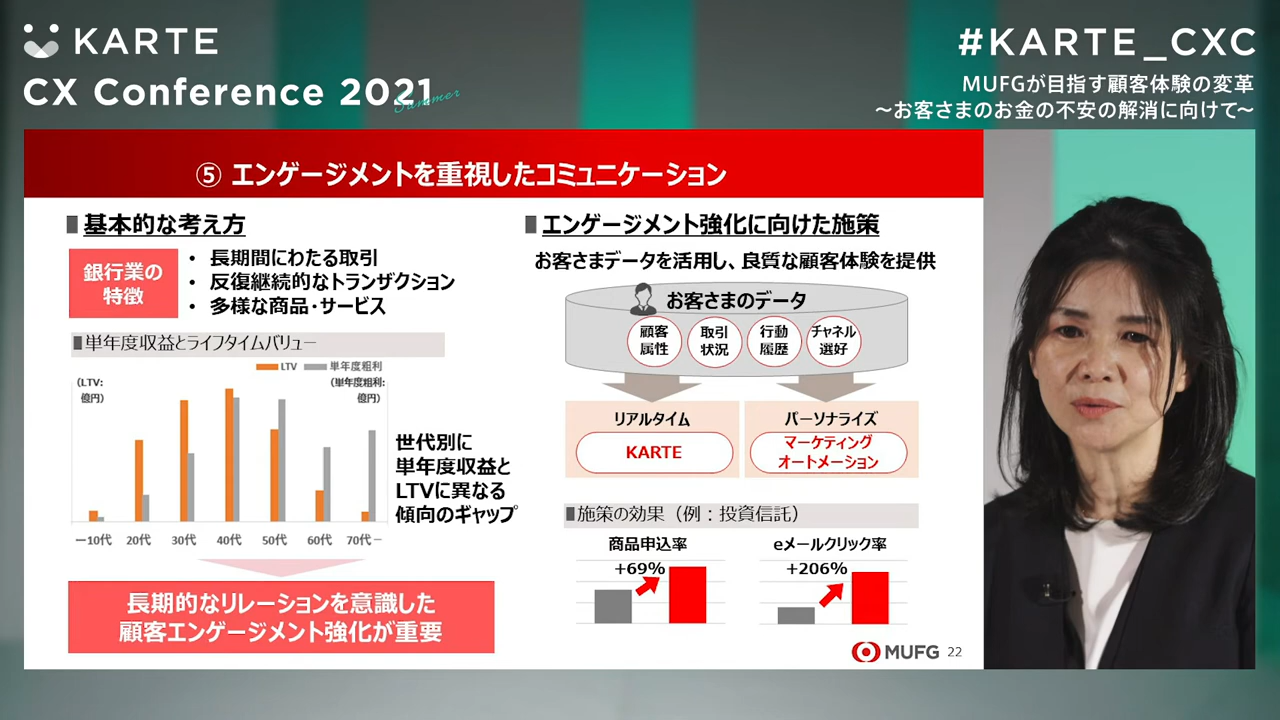 KARTE
CX Conference 2021
Summer
#KARTE_CXC
MUFGが目指す顧客体験の変革
～お客さまのお金の不安の解消に向けて～
⑤ エンゲージメントを重視したコミュニケーション
基本的な考え方
銀行業の
特徴
• 長期間にわたる取引
• 反復継続的なトランザクション
• 多様な商品・サービス
単年度収益とライフタイムバリュー
LTV 単年度粗利
(LTV:
億円)
(単年度粗利:
億円)
ー10代 20代 30代 40代 50代 60代 70代－
世代別に
単年度収益と
LTVに異なる
傾向のギャップ
長期的なリレーションを意識した
顧客エンゲージメント強化が重要
エンゲージメント強化に向けた施策
お客さまデータを活用し、良質な顧客体験を提供
お客さまのデータ
顧客
属性
取引
状況
行動
履歴
チャネル
選好
リアルタイム
KARTE
パーソナライズ
マーケティング
オートメーション
施策の効果（例：投資信託）
商品申込率
+69%
eメールクリック率
+206%
MUFG 22